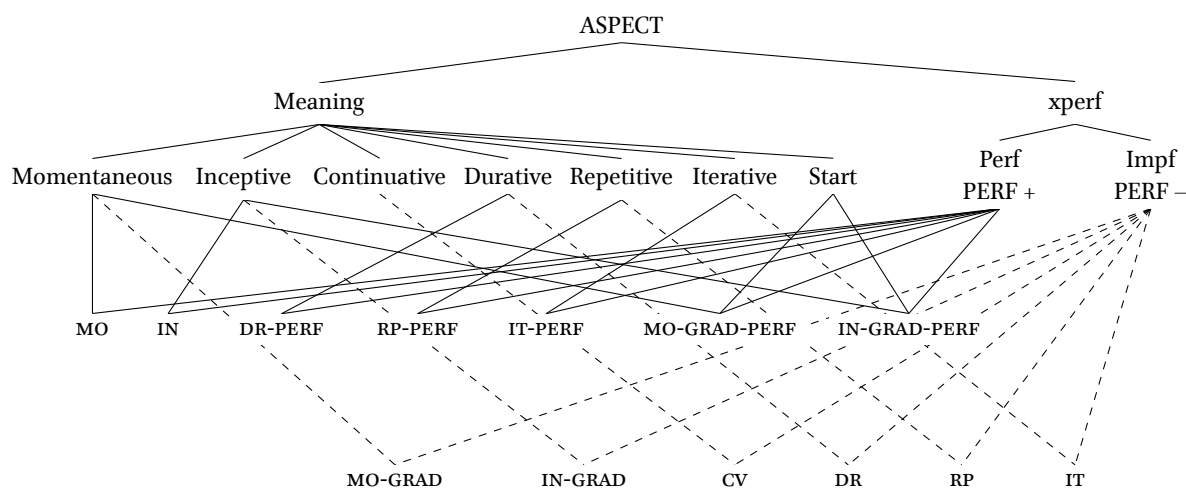 ASPECT
Meaning xperf
Momentaneous Inceptive Continuative Durative Repetitive Iterative Start Perf Impf
PERF + PERF –
MO IN DR-PERF RP-PERF IT-PERF MO-GRAD-PERF IN-GRAD-PERF
MO-GRAD IN-GRAD CV DR RP IT